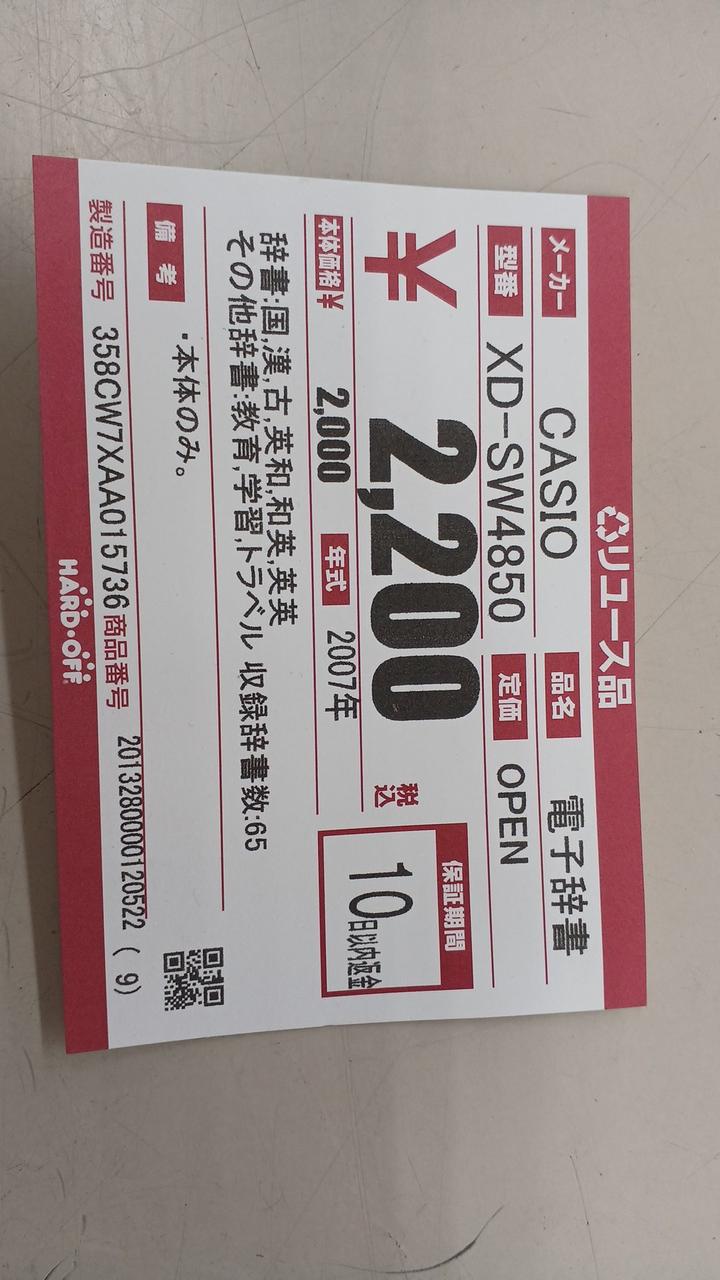 リユース品
メーカー CASIO 品名 電子辞書
型番 XD-SW4850 定価 OPEN
¥ 2,200 税込
保証期間
10日以内返金
本体価格¥ 2,000 年式 2007年
辞書:国,漢,古,英和,和英,英英
その他辞書:教育,学習,トラベル 収録辞書数:65
備考 ・本体のみ。
製造番号 358CW7XAA015736 商品番号 2013280000120522 (9)
HARD・OFF